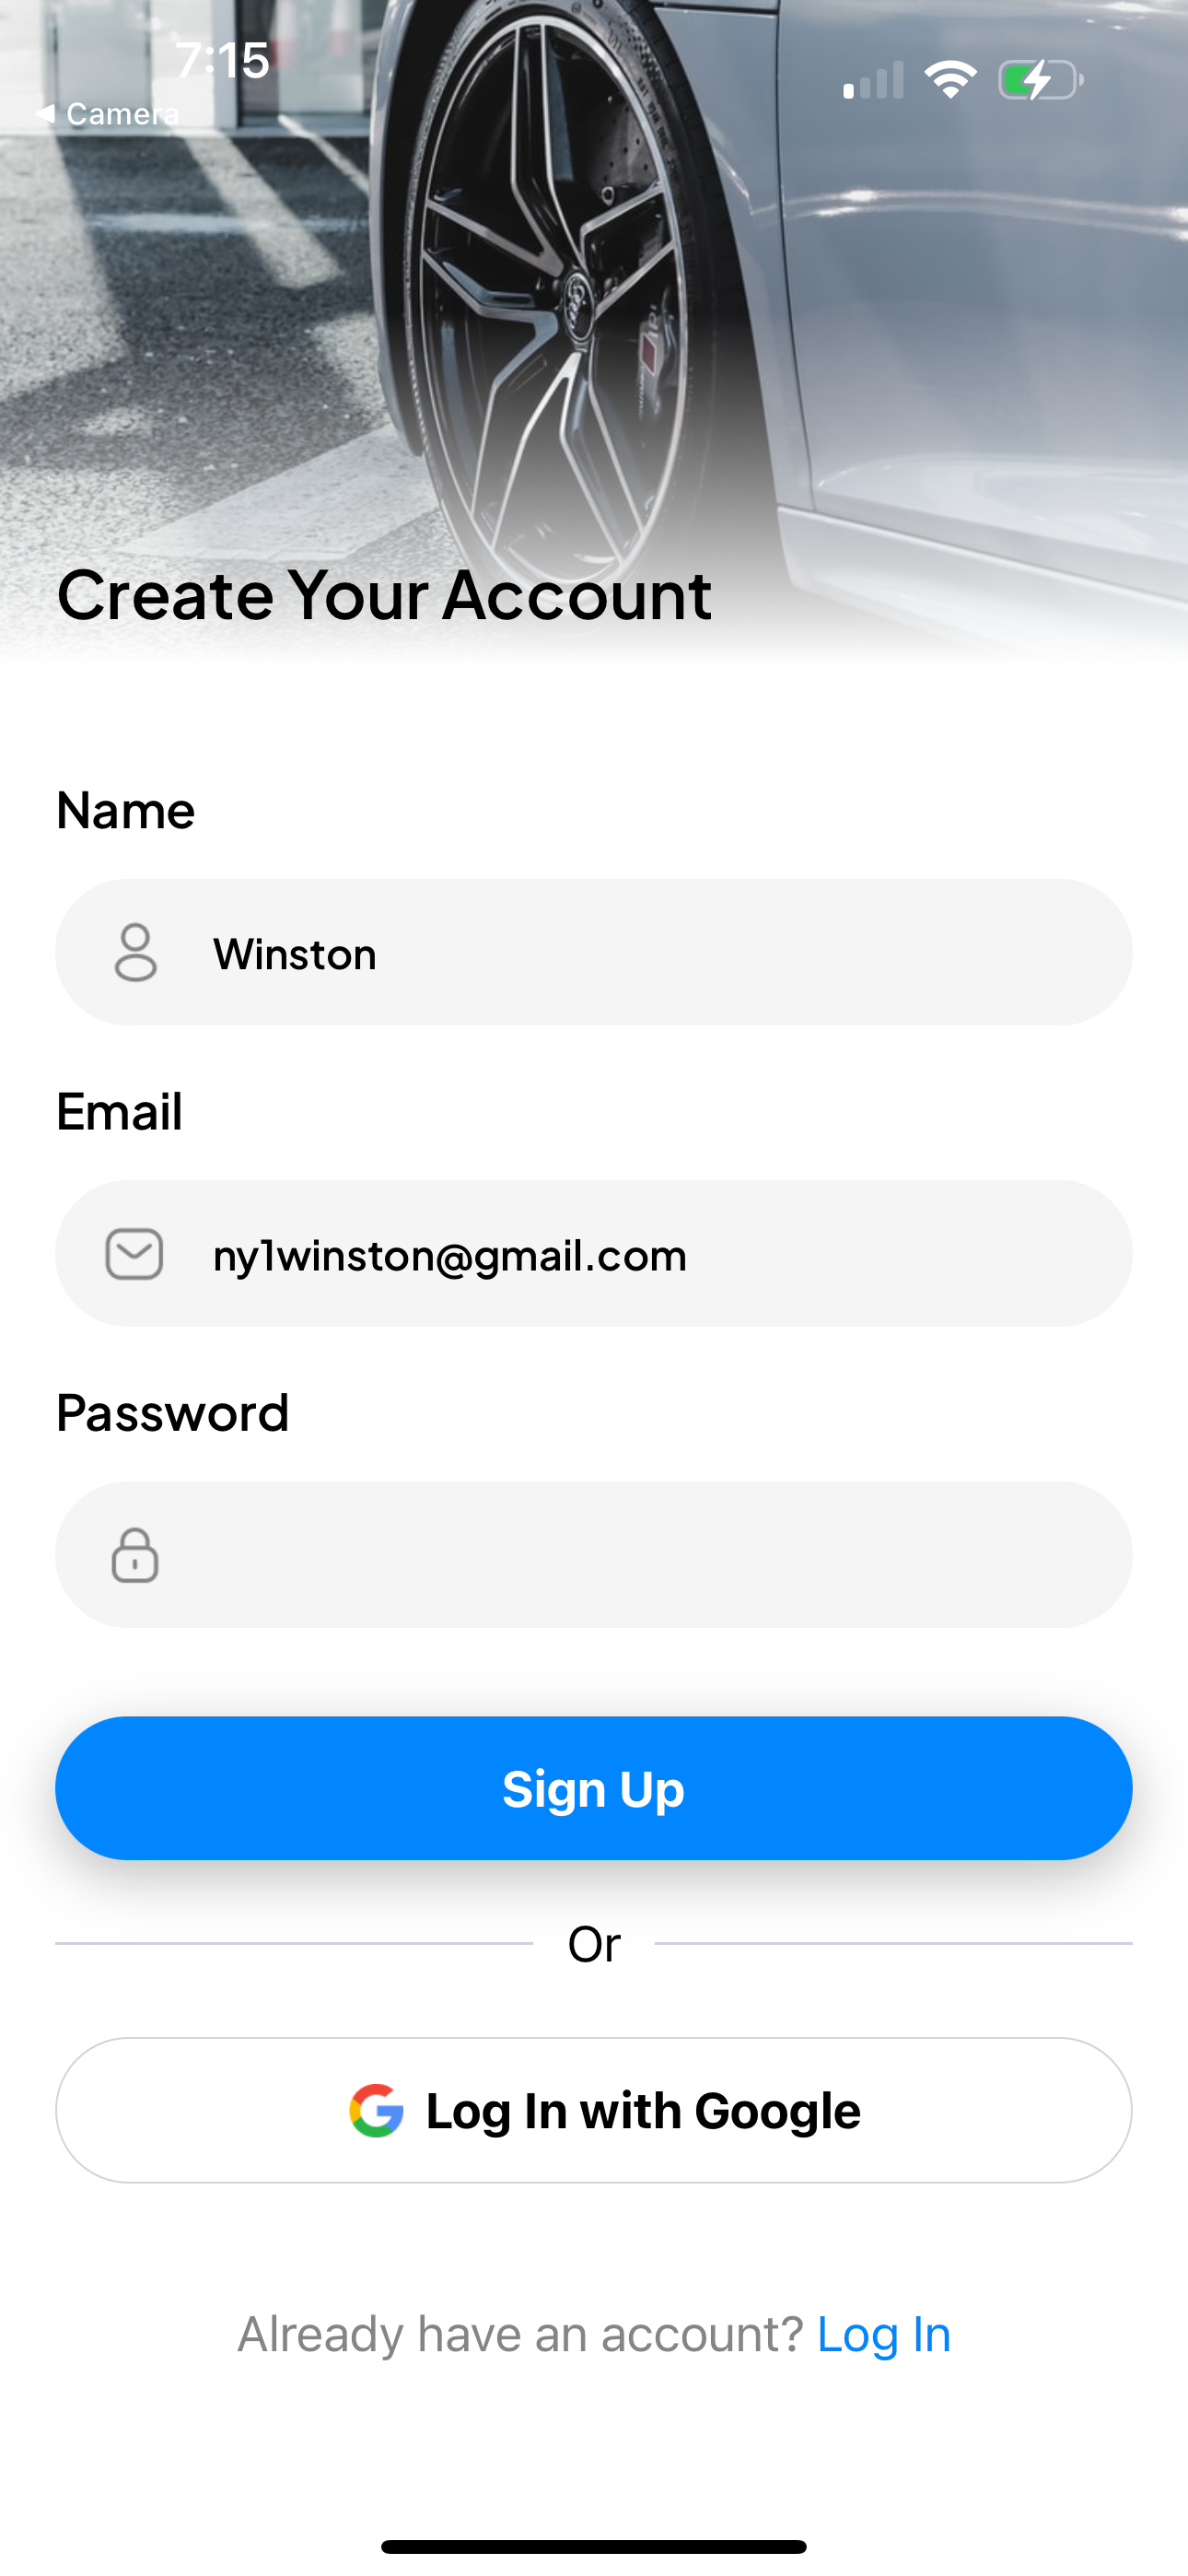 7:15
◀ Camera
Create Your Account
Name
Winston
Email
ny1winston@gmail.com
Password
Sign Up
Or
Log In with Google
Already have an account? Log In